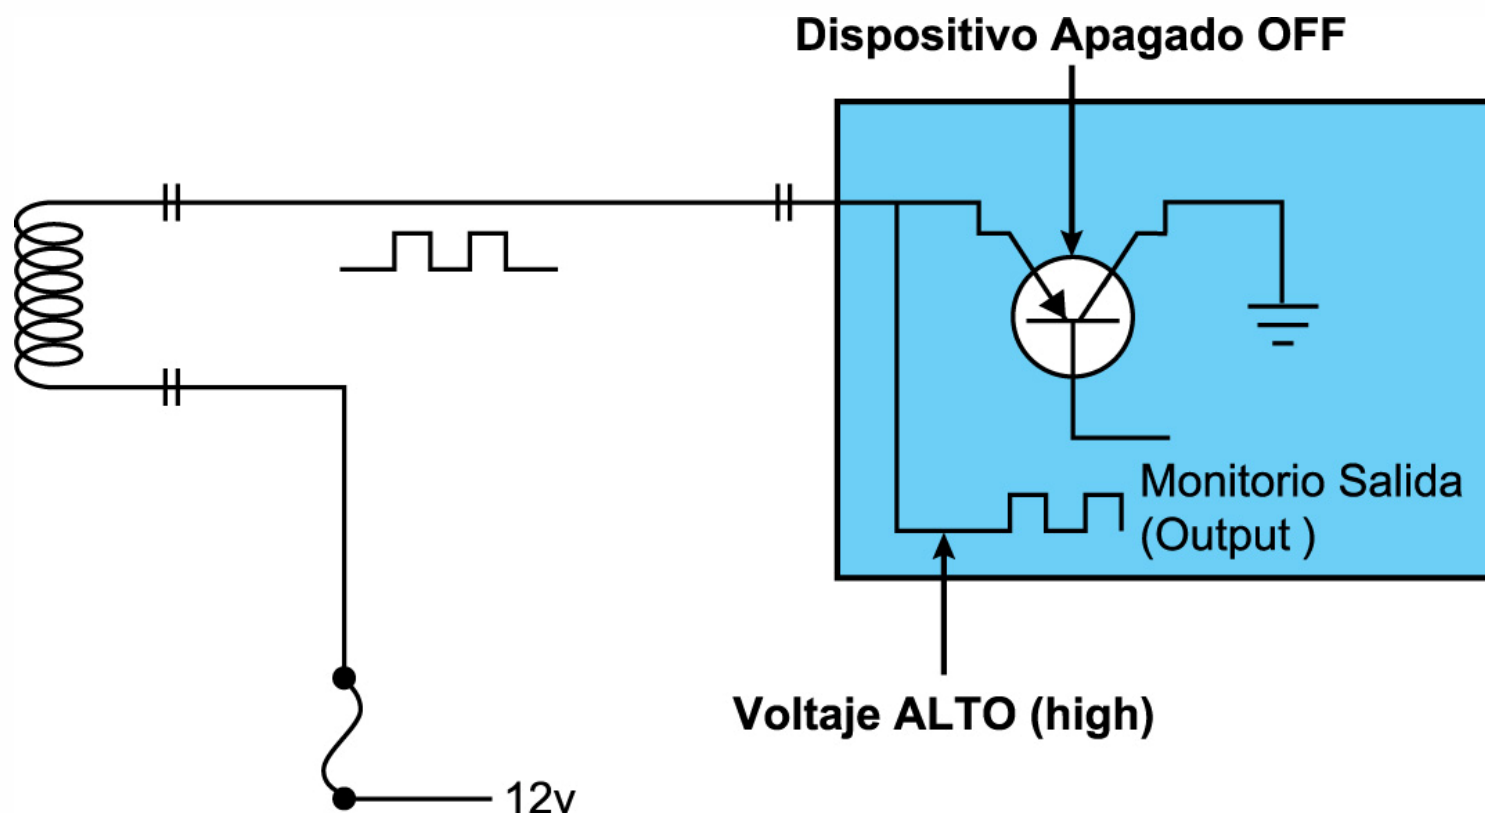 Dispositivo Apagado OFF
Monitorio Salida
(Output )
Voltaje ALTO (high)
12v